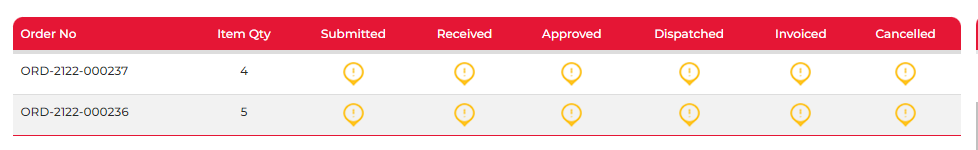 Order No Item Qty Submitted Received Approved Dispatched Invoiced Cancelled
ORD-2122-000237 4 ! ! ! ! ! !
ORD-2122-000236 5 ! ! ! ! ! !